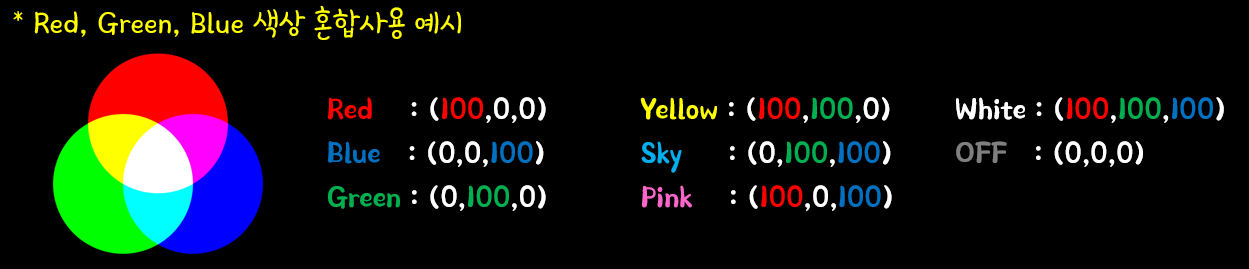 * Red, Green, Blue 색상 혼합사용 예시
Red : (100,0,0)
Blue : (0,0,100)
Green : (0,100,0)
Yellow : (100,100,0)
Sky : (0,100,100)
Pink : (100,0,100)
White : (100,100,100)
OFF : (0,0,0)